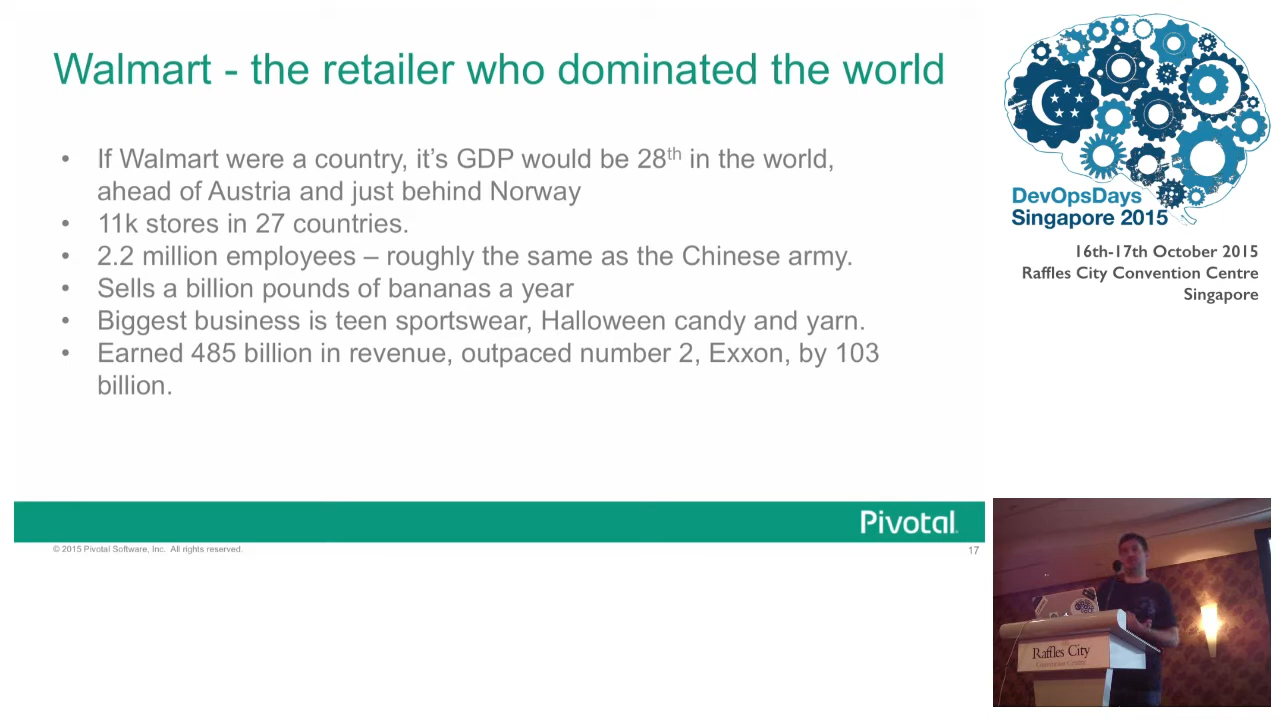 Walmart - the retailer who dominated the world
• If Walmart were a country, it’s GDP would be 28th in the world,
ahead of Austria and just behind Norway
• 11k stores in 27 countries.
• 2.2 million employees – roughly the same as the Chinese army.
• Sells a billion pounds of bananas a year
• Biggest business is teen sportswear, Halloween candy and yarn.
• Earned 485 billion in revenue, outpaced number 2, Exxon, by 103
billion.
Pivotal
© 2015 Pivotal Software, Inc. All rights reserved.
17
DevOpsDays
Singapore 2015
16th-17th October 2015
Raffles City Convention Centre
Singapore
Raffles City
Convention Centre